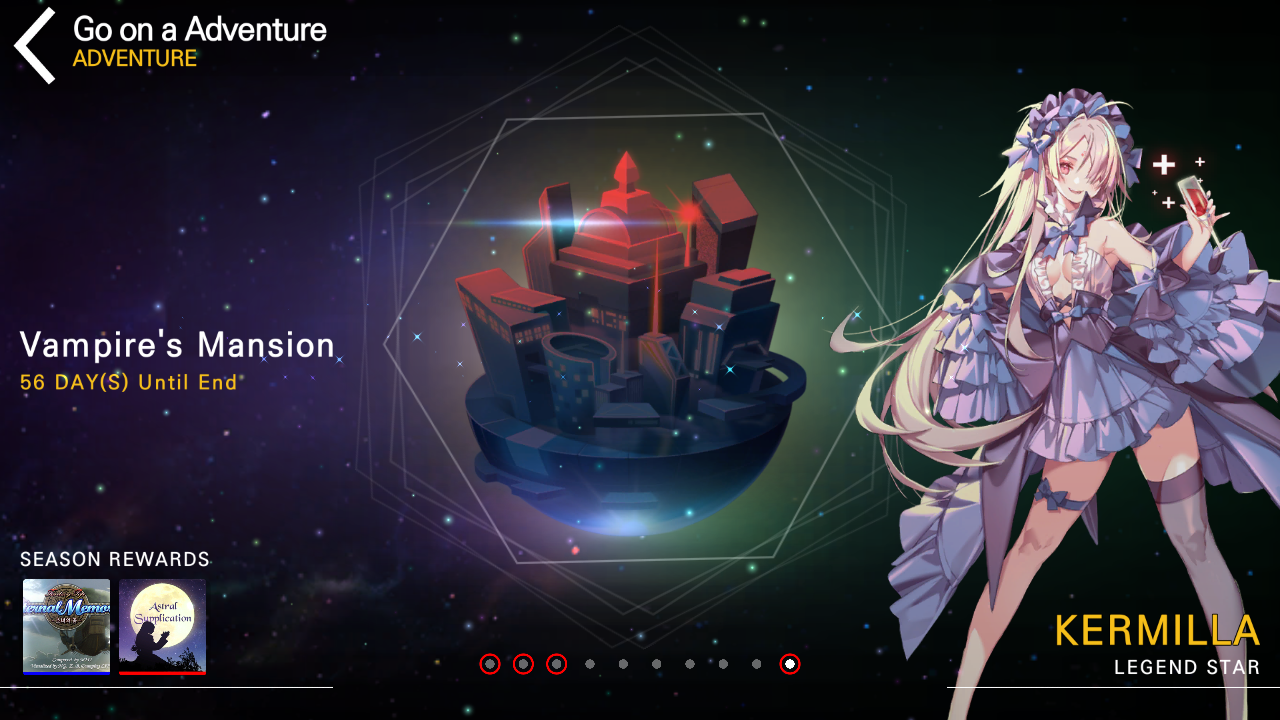 Go on a Adventure
ADVENTURE
Vampire's Mansion
56 DAY(S) Until End
SEASON REWARDS
Astral
Supplication
KERMILLA
LEGEND STAR